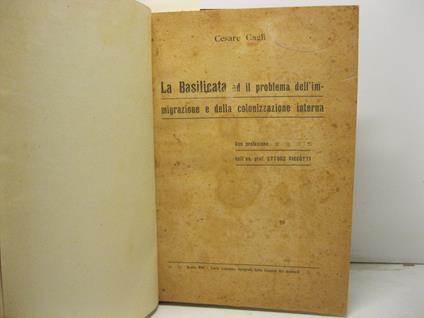 Cesare Cagli
La Basilicata ed il problema dell'im-
migrazione e della colonizzazione interna
Con prefazione
dell'on. prof. ETTORE CICCOTTI
Roma